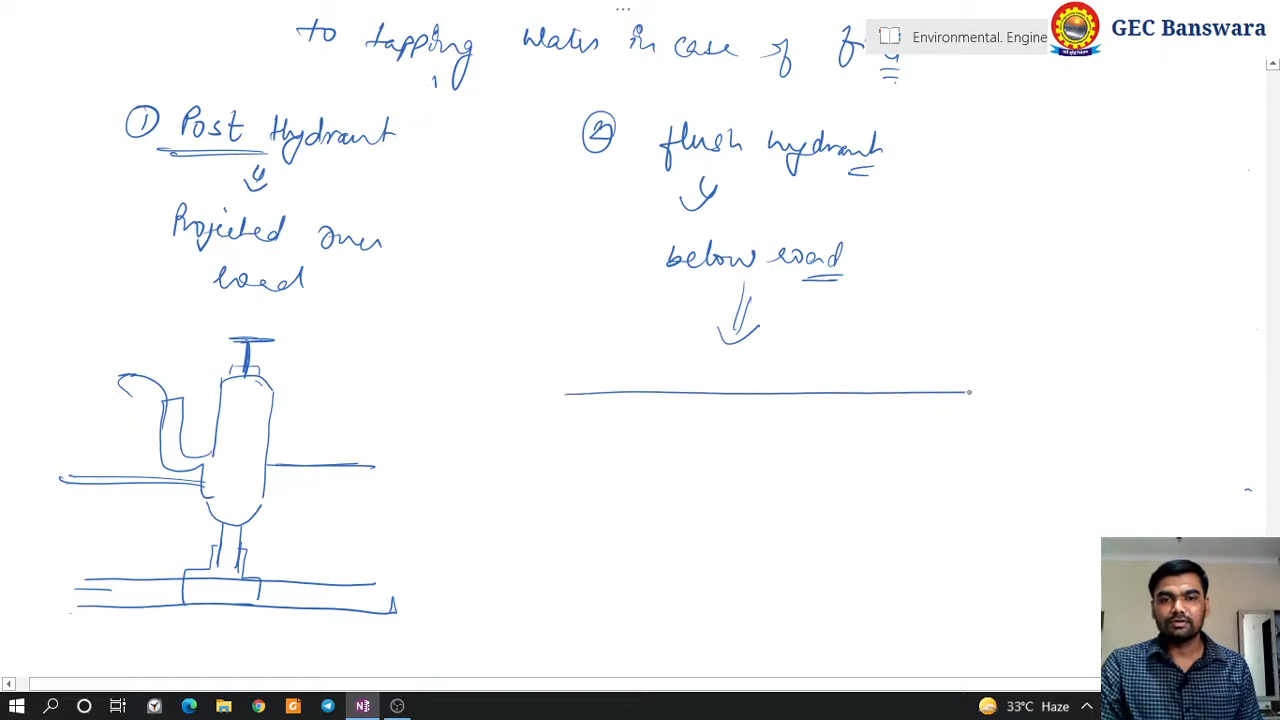 to tapping water in case of
Environmental. Engine
GEC Banswara
① Post Hydrant
② flush hydrant
Projected over
load
below road
33°C Haze